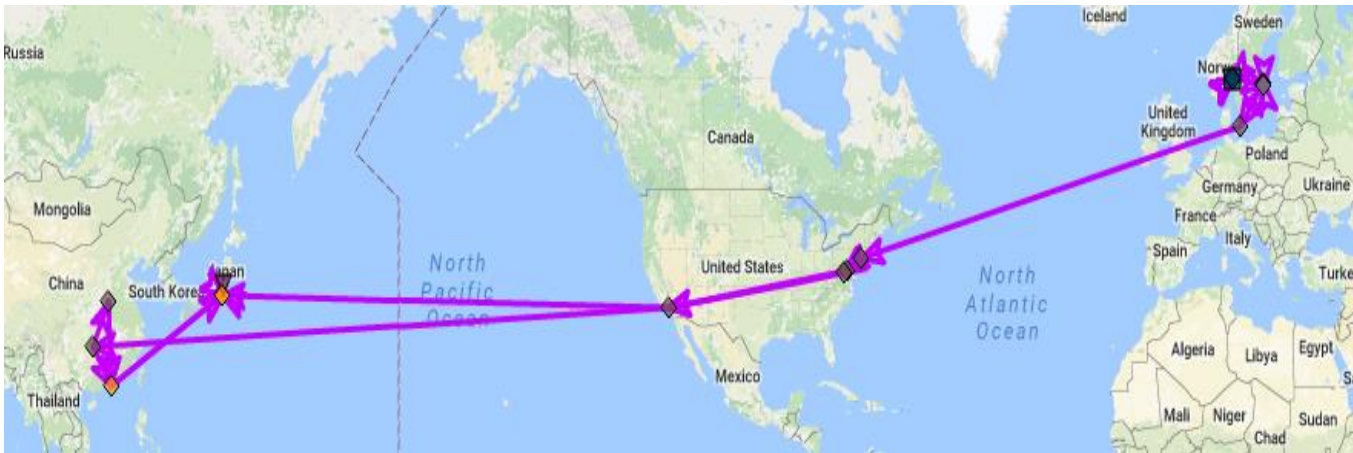 Iceland
Sweden
Russia
Norway
United
Kingdom
Canada
Poland
Mongolia
Germany
Ukraine
France
Italy
North
Pacific
Ocean
United States
North
Atlantic
Ocean
Spain
Turke
China
Japan
South Kore
Algeria
Libya
Egypt
Mexico
Thailand
Mali
Niger
Sudan
Chad